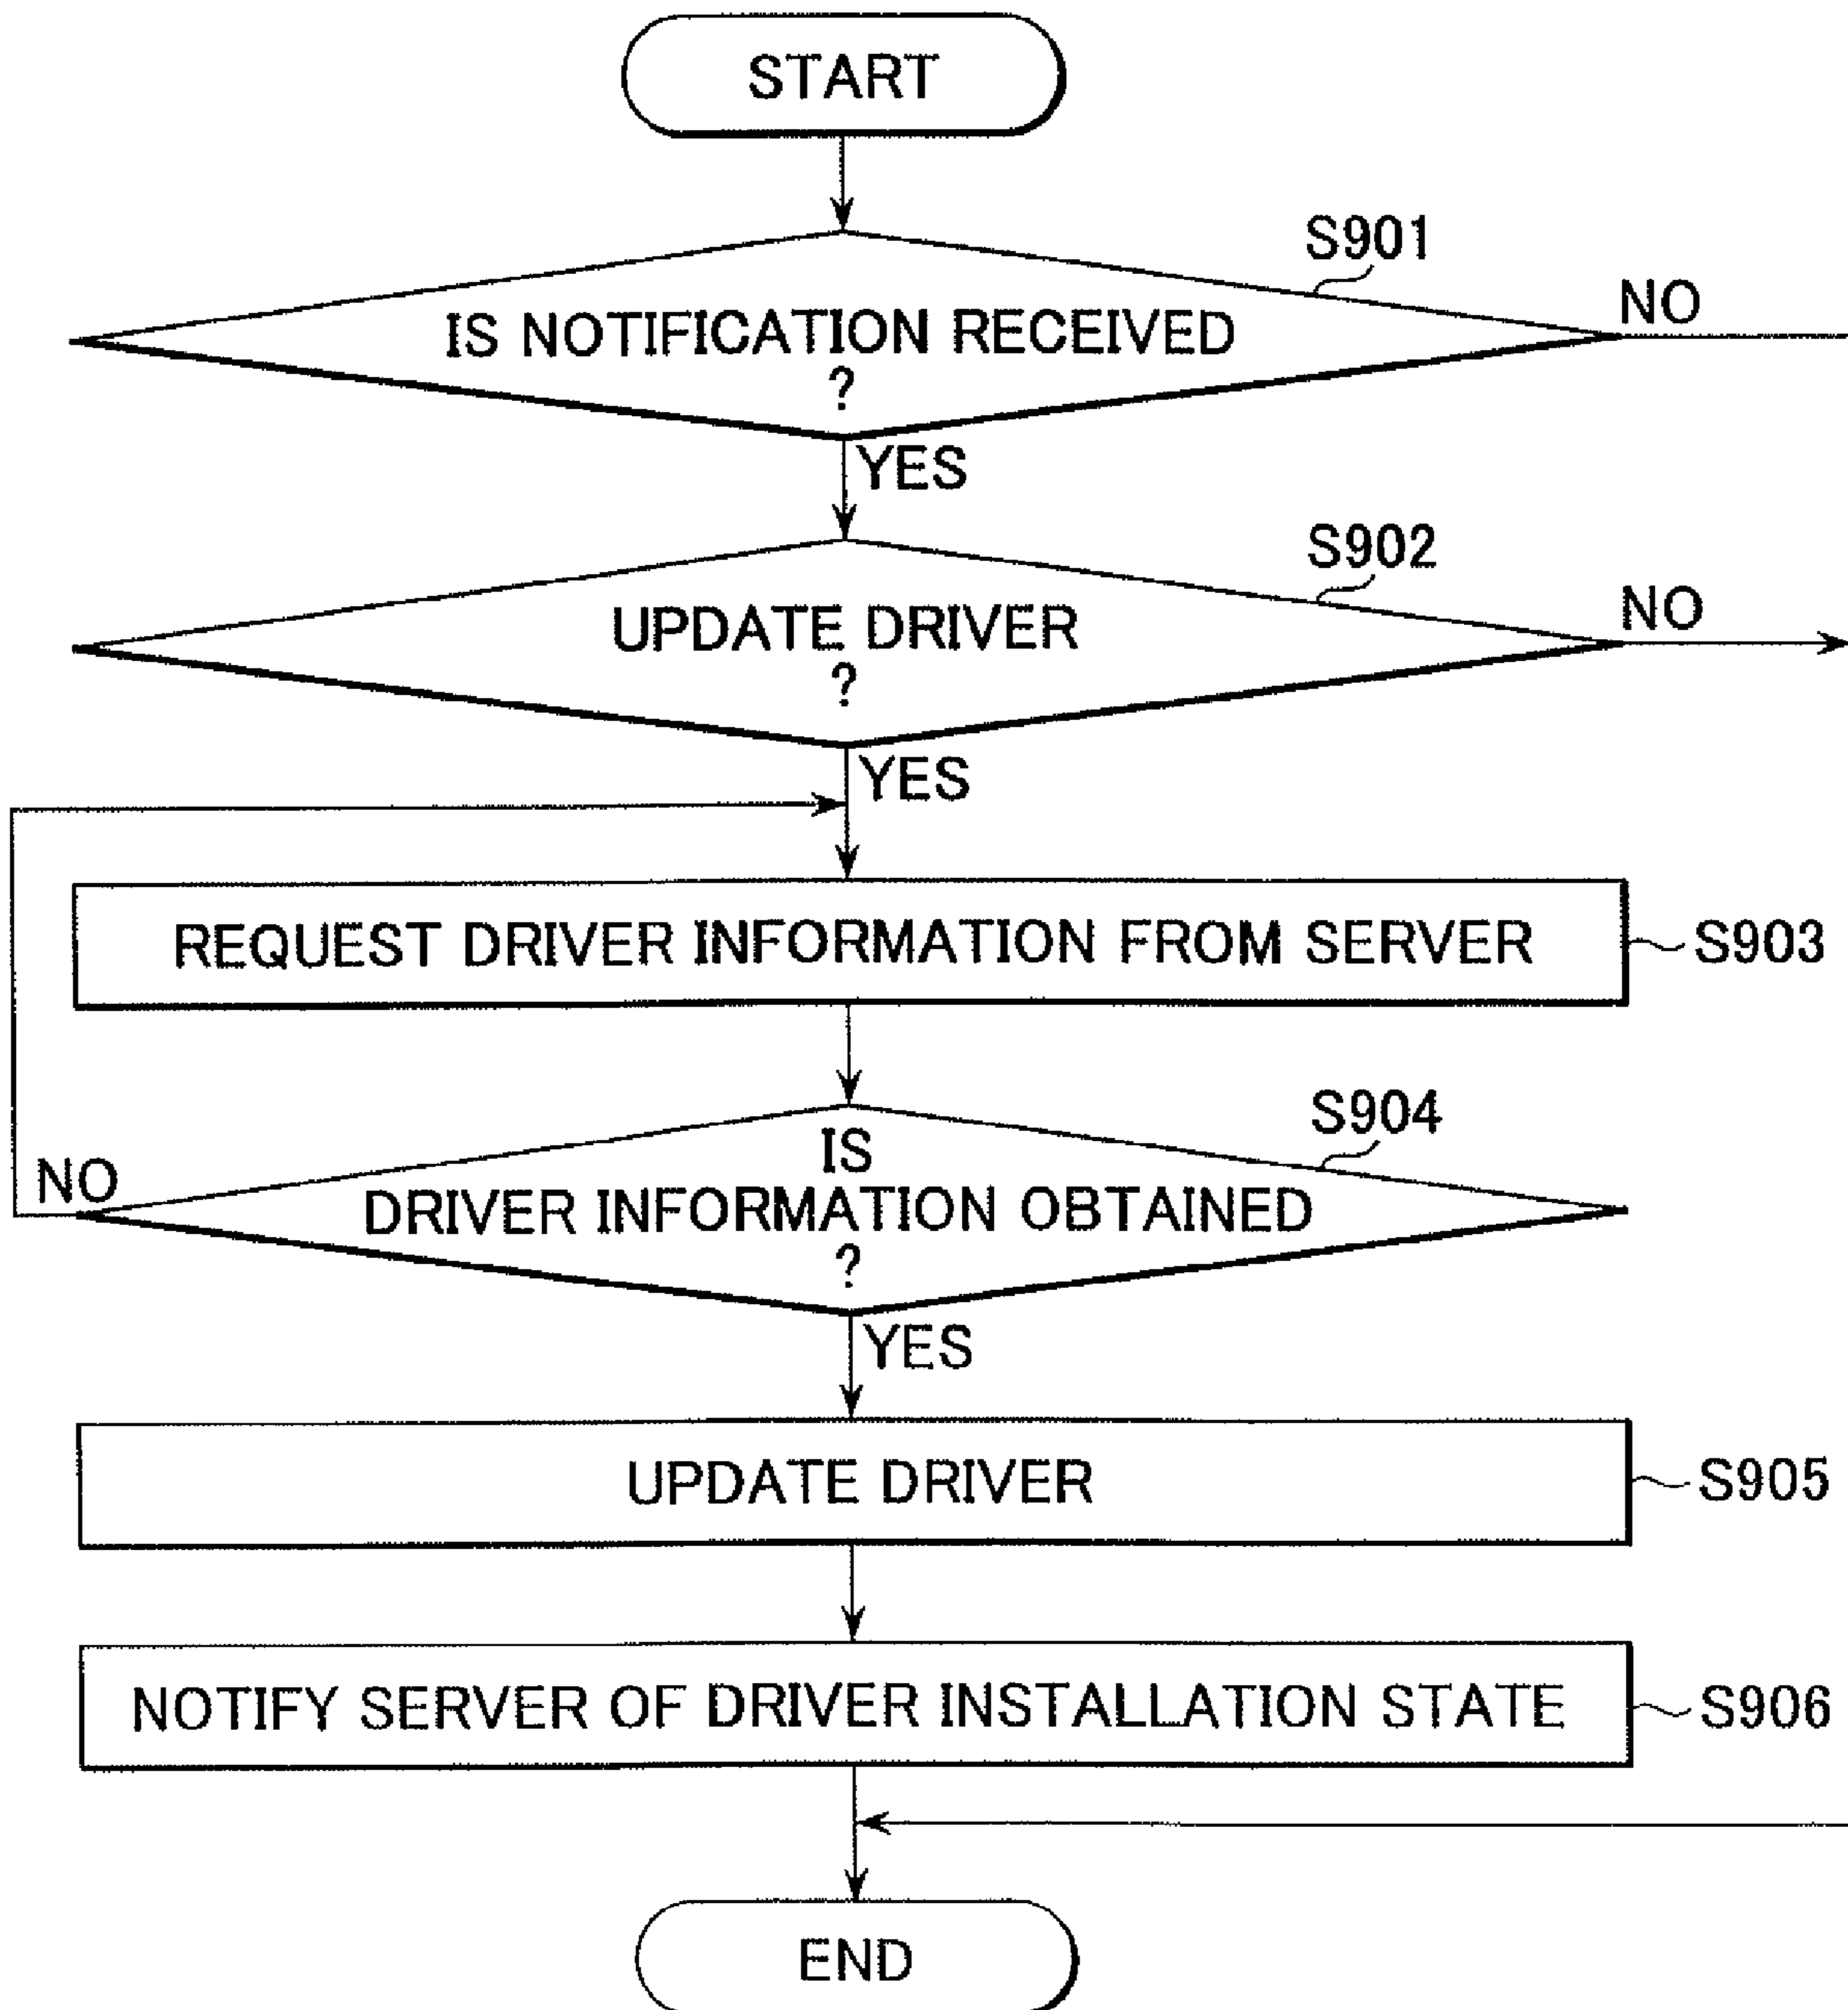 START
S901
IS NOTIFICATION RECEIVED
?
NO
YES
S902
UPDATE DRIVER
?
NO
YES
REQUEST DRIVER INFORMATION FROM SERVER
S903
S904
IS
DRIVER INFORMATION OBTAINED
?
NO
YES
UPDATE DRIVER
S905
NOTIFY SERVER OF DRIVER INSTALLATION STATE
S906
END